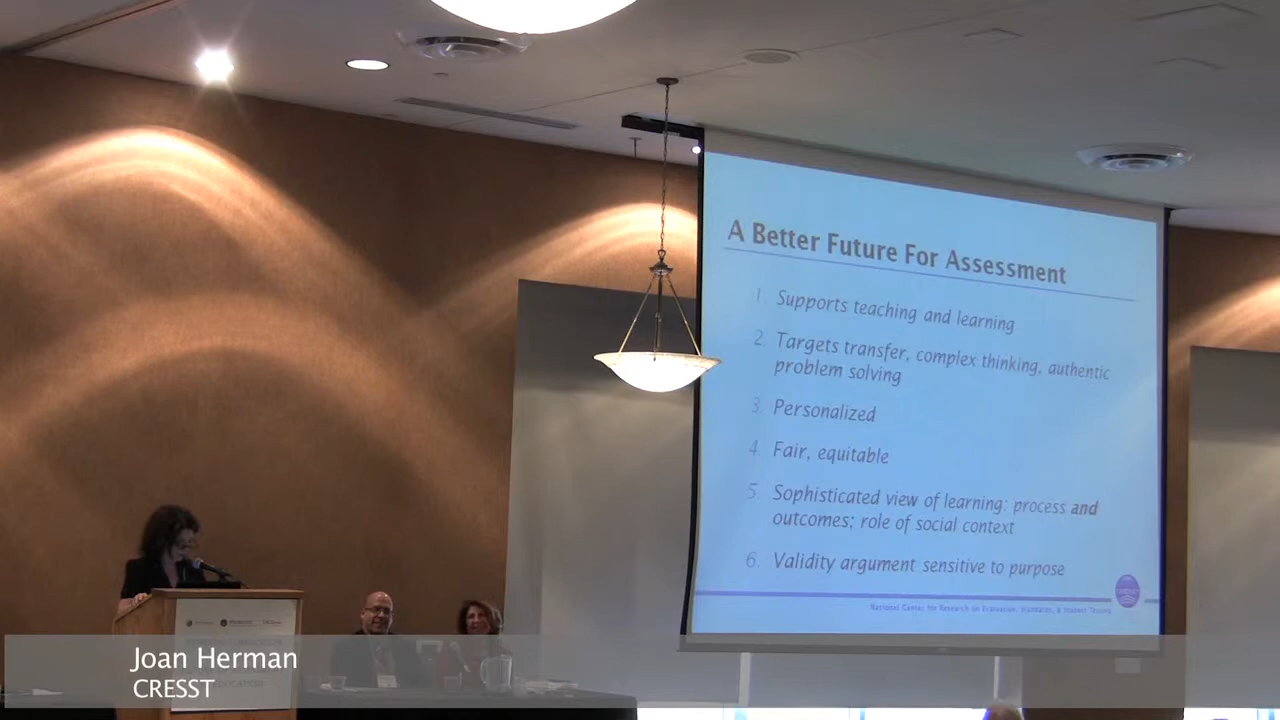 A Better Future For Assessment
1. Supports teaching and learning
2. Targets transfer, complex thinking, authentic
problem solving
3. Personalized
4. Fair, equitable
5. Sophisticated view of learning: process and
outcomes; role of social context
6. Validity argument sensitive to purpose
National Center for Research on Evaluation, Standards, & Student Testing
Joan Herman
CRESST